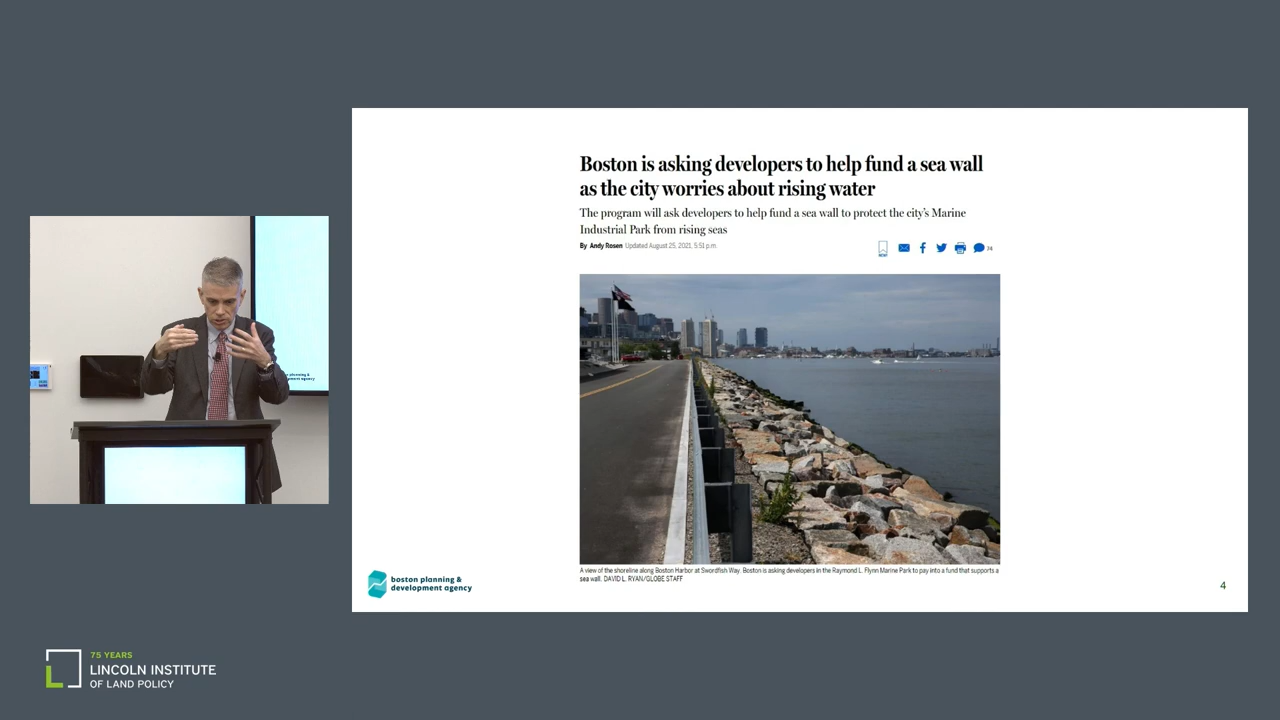 Boston is asking developers to help fund a sea wall
as the city worries about rising water
The program will ask developers to help fund a sea wall to protect the city's Marine
Industrial Park from rising seas
By Andy Rosen Updated August 25, 2021, 5:51 p.m.
74
A view of the shoreline along Boston Harbor at Swordfish Way. Boston is asking developers in the Raymond L. Flynn Marine Park to pay into a fund that supports a
sea wall. DAVID L. RYAN/GLOBE STAFF
boston planning &
development agency
4
75 YEARS
LINCOLN INSTITUTE
OF LAND POLICY